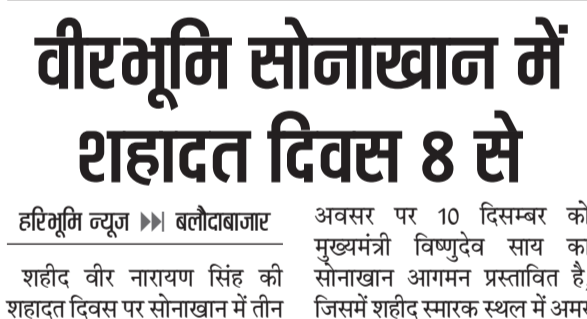 वीरभूमि सोनाखान में
शहादत दिवस 8 से
हरिभूमि न्यूज ▶▶| बलौदाबाजार
शहीद वीर नारायण सिंह की
शहादत दिवस पर सोनाखान में तीन
अवसर पर 10 दिसम्बर को
मुख्यमंत्री विष्णुदेव साय का
सोनाखान आगमन प्रस्तावित है,
जिसमें शहीद स्मारक स्थल में